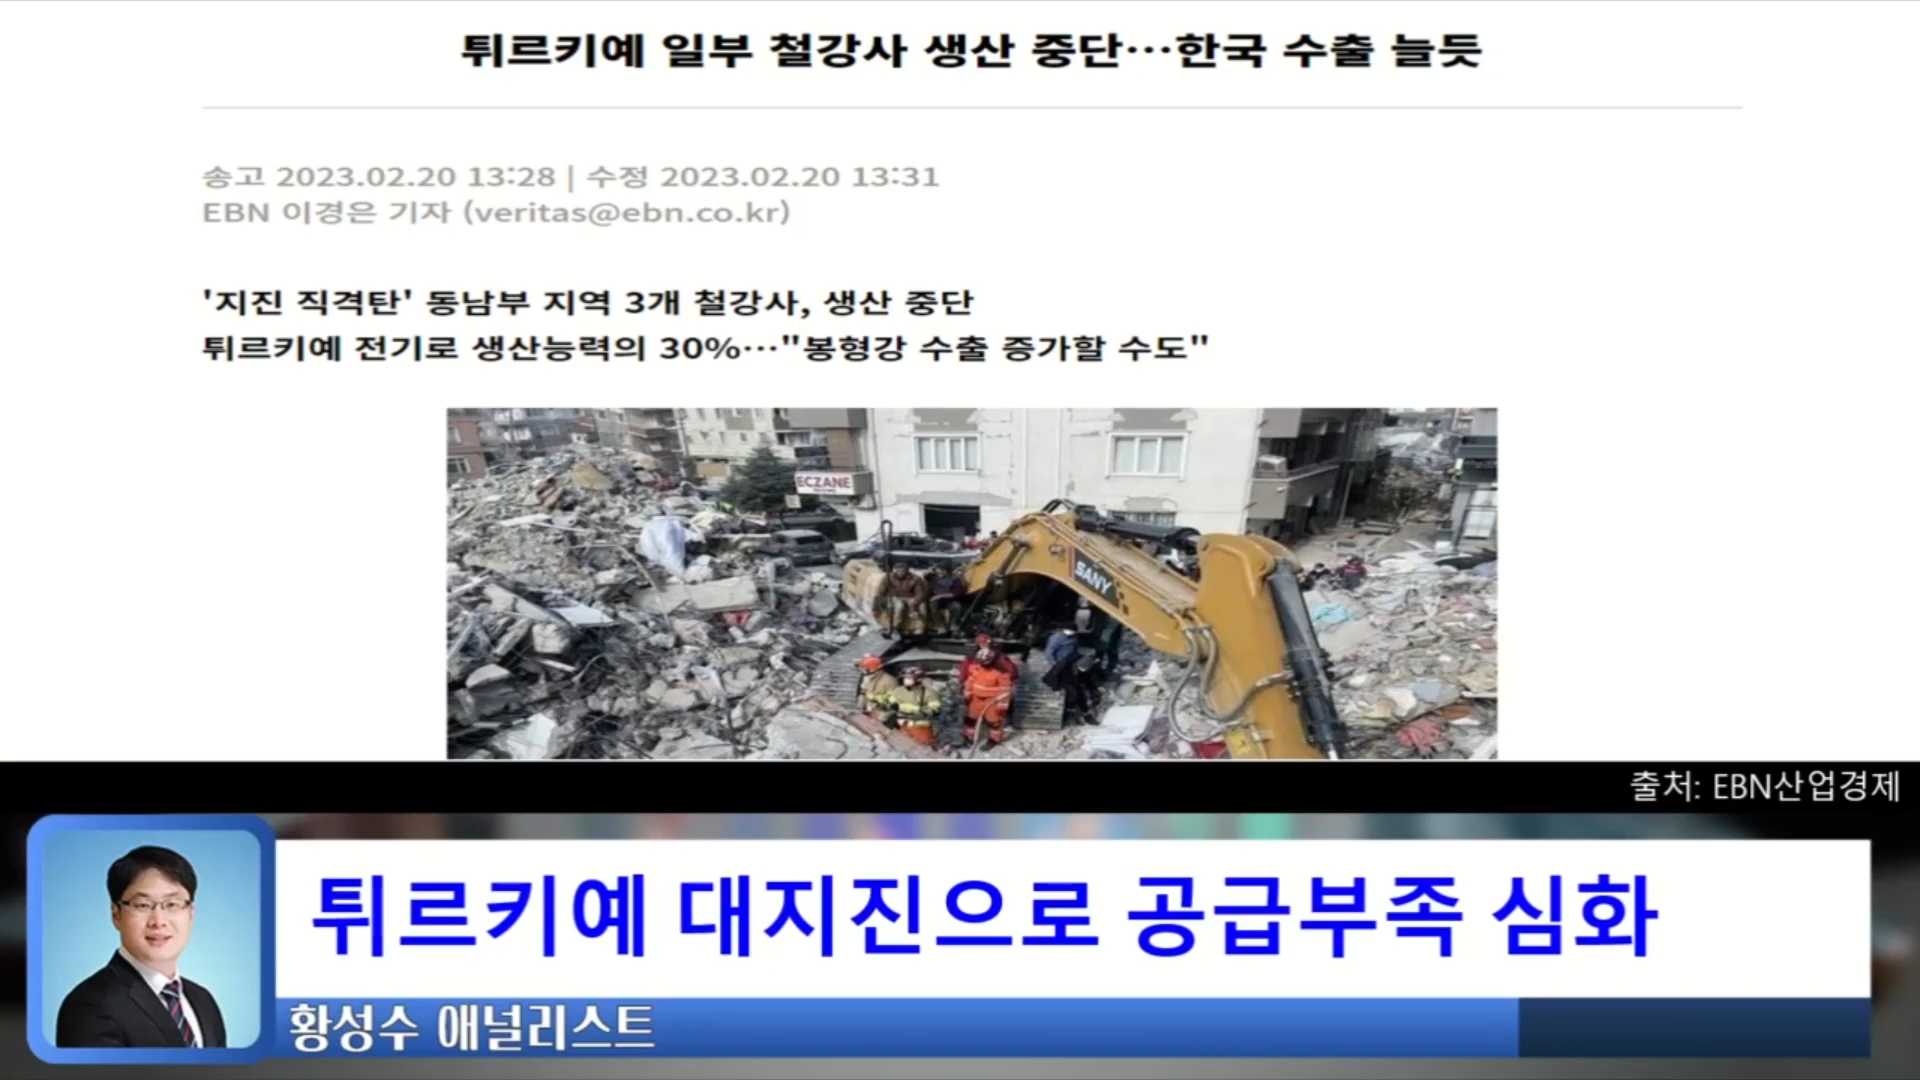 튀르키예 일부 철강사 생산 중단…한국 수출 늘듯
송고 2023.02.20 13:28 | 수정 2023.02.20 13:31
EBN 이경은 기자 (veritas@ebn.co.kr)
'지진 직격탄' 동남부 지역 3개 철강사, 생산 중단
튀르키예 전기로 생산능력의 30%…"봉형강 수출 증가할 수도"
ECZANE
SANY
출처: EBN산업경제
튀르키예 대지진으로 공급부족 심화
황성수 애널리스트